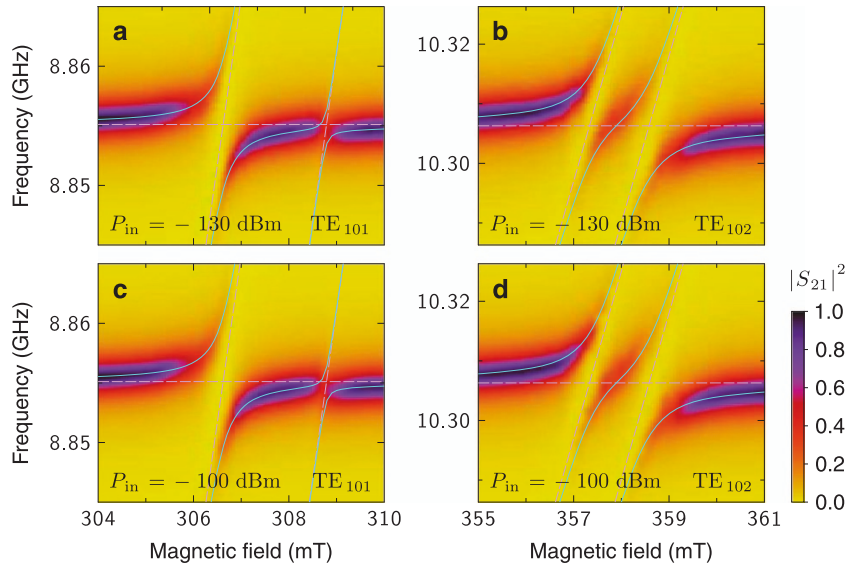 a
b
8.86
10.32
Frequency (GHz)
8.85
10.30
P_in = − 130 dBm TE_101
P_in = − 130 dBm TE_102
c
d
|S_21|^2
8.86
10.32
1.0
0.8
Frequency (GHz)
0.6
8.85
10.30
0.4
0.2
P_in = − 100 dBm TE_101
P_in = − 100 dBm TE_102
0.0
304 306 308 310
355 357 359 361
Magnetic field (mT)
Magnetic field (mT)